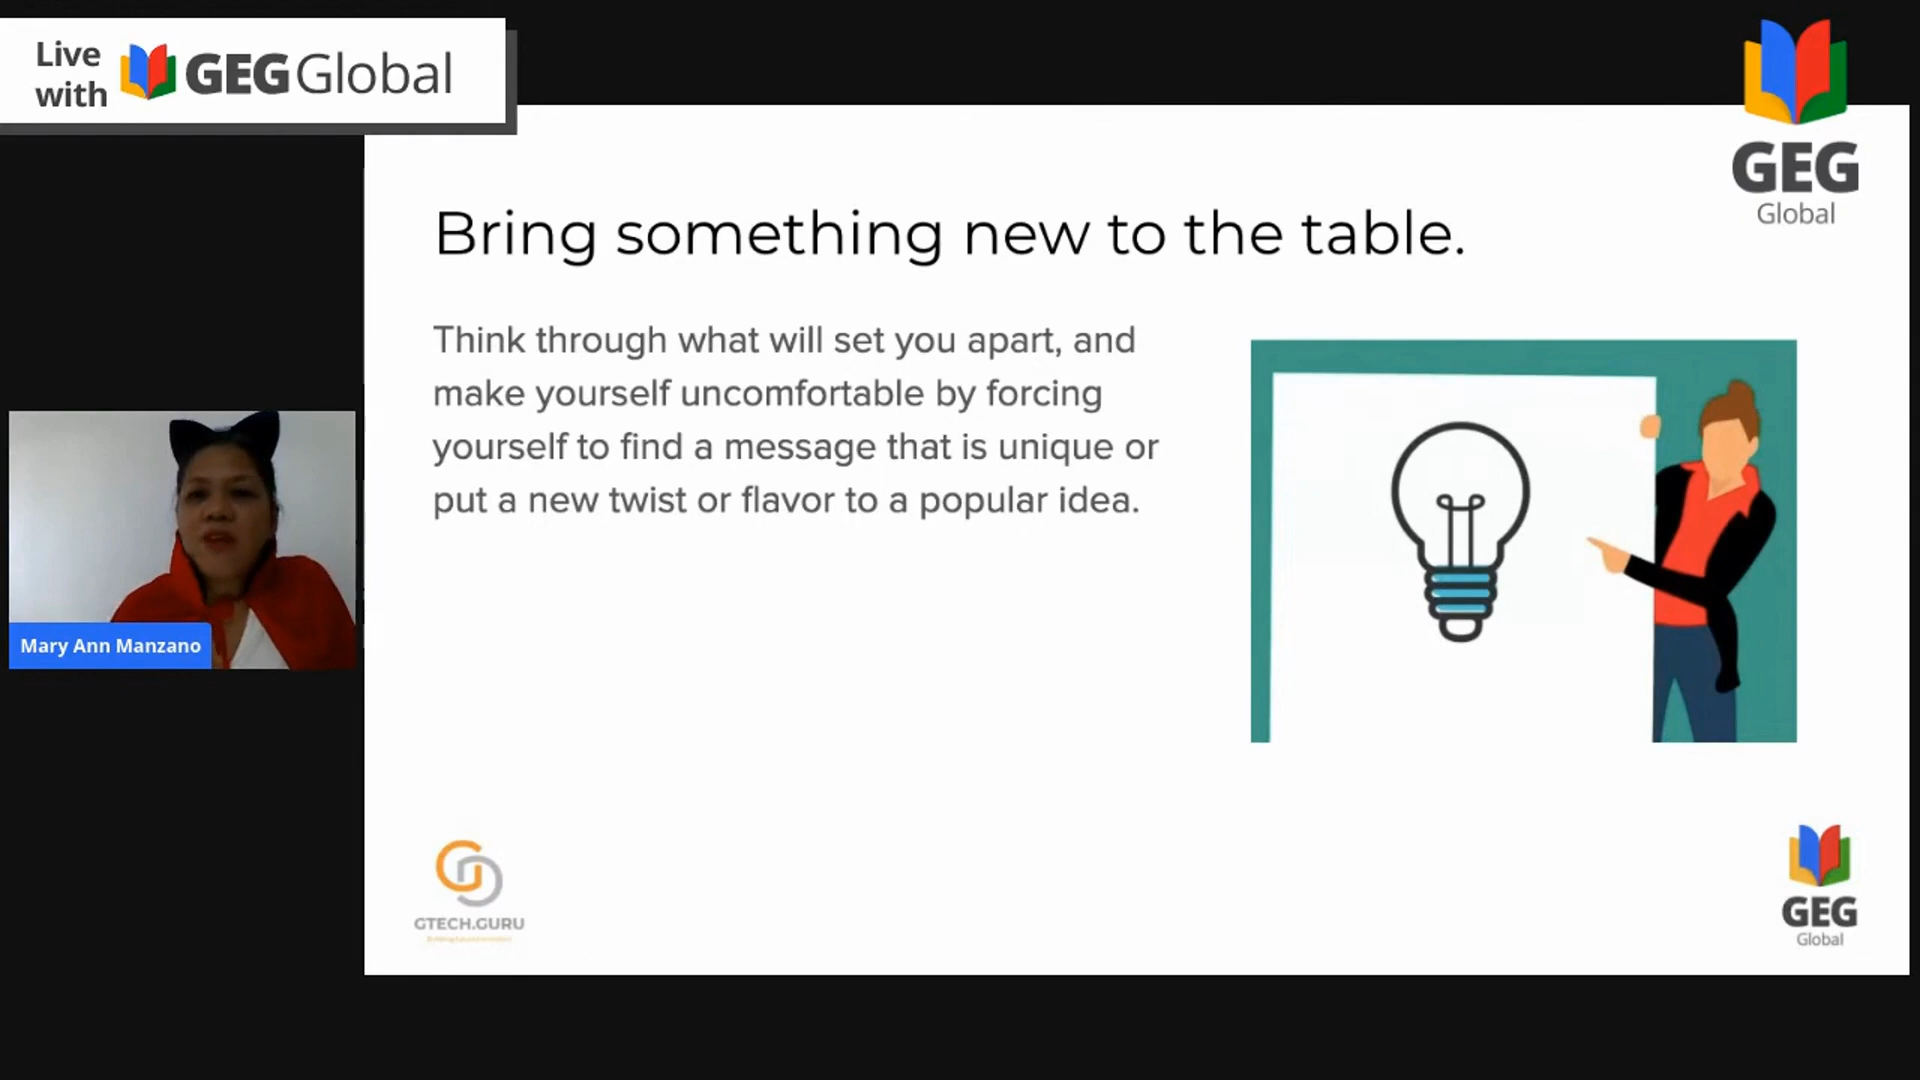 Live
with
GEG Global
GEG
Global
Bring something new to the table.
Think through what will set you apart, and
make yourself uncomfortable by forcing
yourself to find a message that is unique or
put a new twist or flavor to a popular idea.
Mary Ann Manzano
GTECH.GURU
GEG
Global